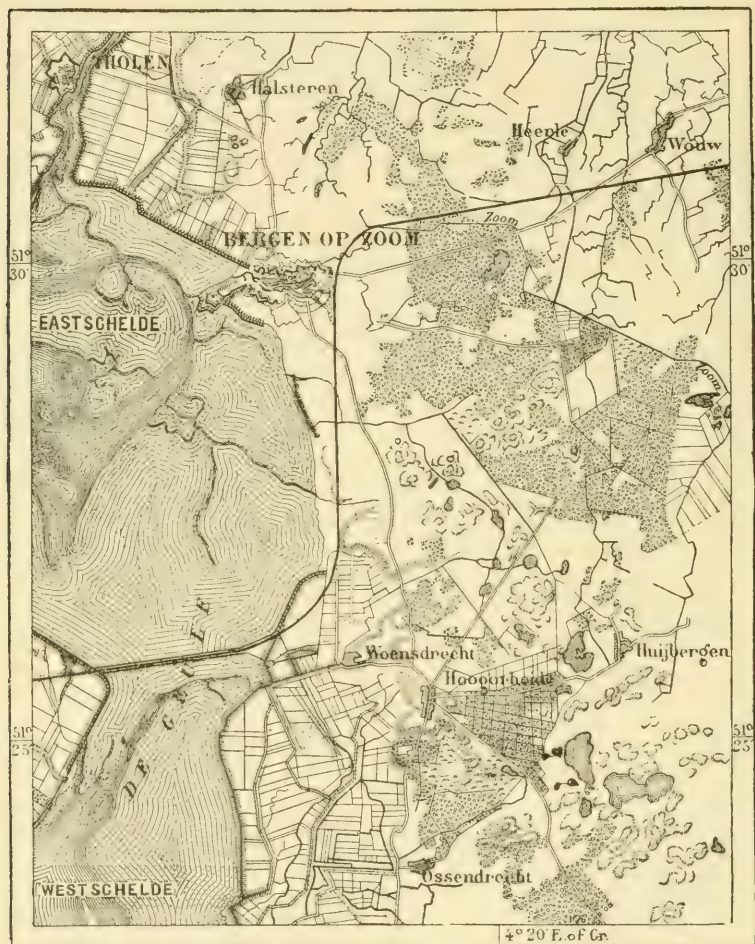 THOLEN
Halsteren
Heerle
Wouw
Zoom
BERGEN OP ZOOM
51°
30'
51°
30'
EASTSCHELDE
Zoom
Woensdrecht
Huijbergen
Hoogerheide
51°
25'
51°
25'
DE GEULE
Ossendrecht
WESTSCHELDE
4° 20' E. of Gr.